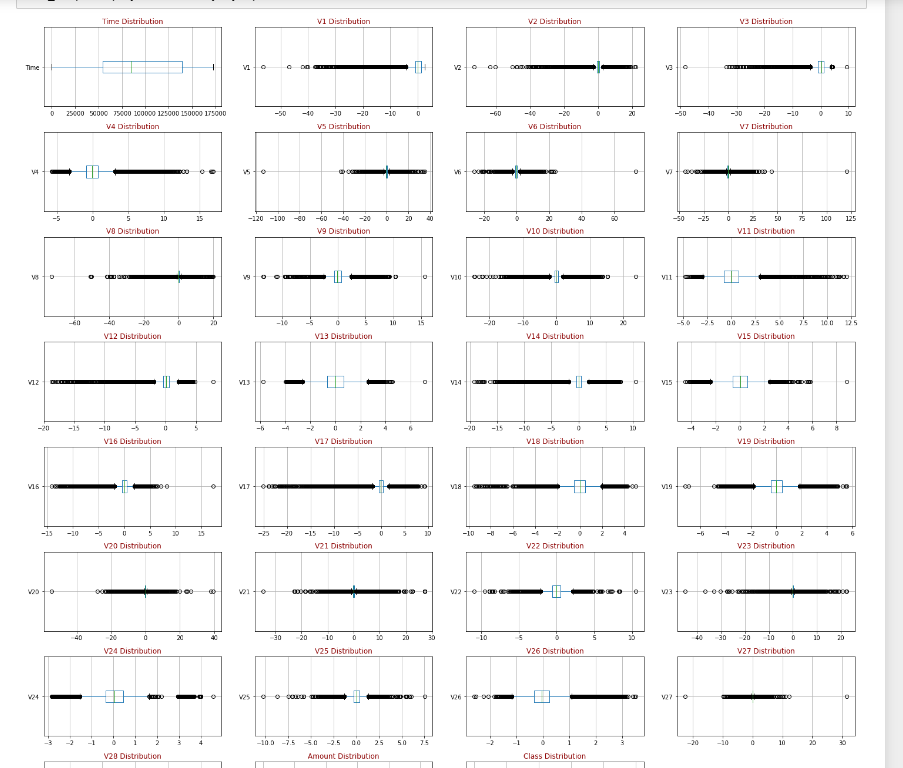 Time Distribution V1 Distribution V2 Distribution V3 Distribution
Time V1 V2 V3
0 25000 50000 75000 100000 125000 150000 175000 −50 −40 −30 −20 −10 0 −60 −40 −20 0 20 −50 −40 −30 −20 −10 0 10
V4 Distribution V5 Distribution V6 Distribution V7 Distribution
V4 V5 V6 V7
−5 0 5 10 15 −120 −100 −80 −60 −40 −20 0 20 40 −20 0 20 40 60 −50 −25 0 25 50 75 100 125
V8 Distribution V9 Distribution V10 Distribution V11 Distribution
V8 V9 V10 V11
−60 −40 −20 0 20 −10 −5 0 5 10 15 −20 −10 0 10 20 −5.0 −2.5 0.0 2.5 5.0 7.5 10.0 12.5
V12 Distribution V13 Distribution V14 Distribution V15 Distribution
V12 V13 V14 V15
−20 −15 −10 −5 0 5 −6 −4 −2 0 2 4 6 −20 −15 −10 −5 0 5 10 −4 −2 0 2 4 6 8
V16 Distribution V17 Distribution V18 Distribution V19 Distribution
V16 V17 V18 V19
−15 −10 −5 0 5 10 15 −25 −20 −15 −10 −5 0 5 10 −10 −8 −6 −4 −2 0 2 4 −6 −4 −2 0 2 4 6
V20 Distribution V21 Distribution V22 Distribution V23 Distribution
V20 V21 V22 V23
−40 −20 0 20 40 −30 −20 −10 0 10 20 30 −10 −5 0 5 10 −40 −30 −20 −10 0 10 20
V24 Distribution V25 Distribution V26 Distribution V27 Distribution
V24 V25 V26 V27
−3 −2 −1 0 1 2 3 4 −10.0 −7.5 −5.0 −2.5 0.0 2.5 5.0 7.5 −2 −1 0 1 2 3 −20 −10 0 10 20 30
V28 Distribution Amount Distribution Class Distribution